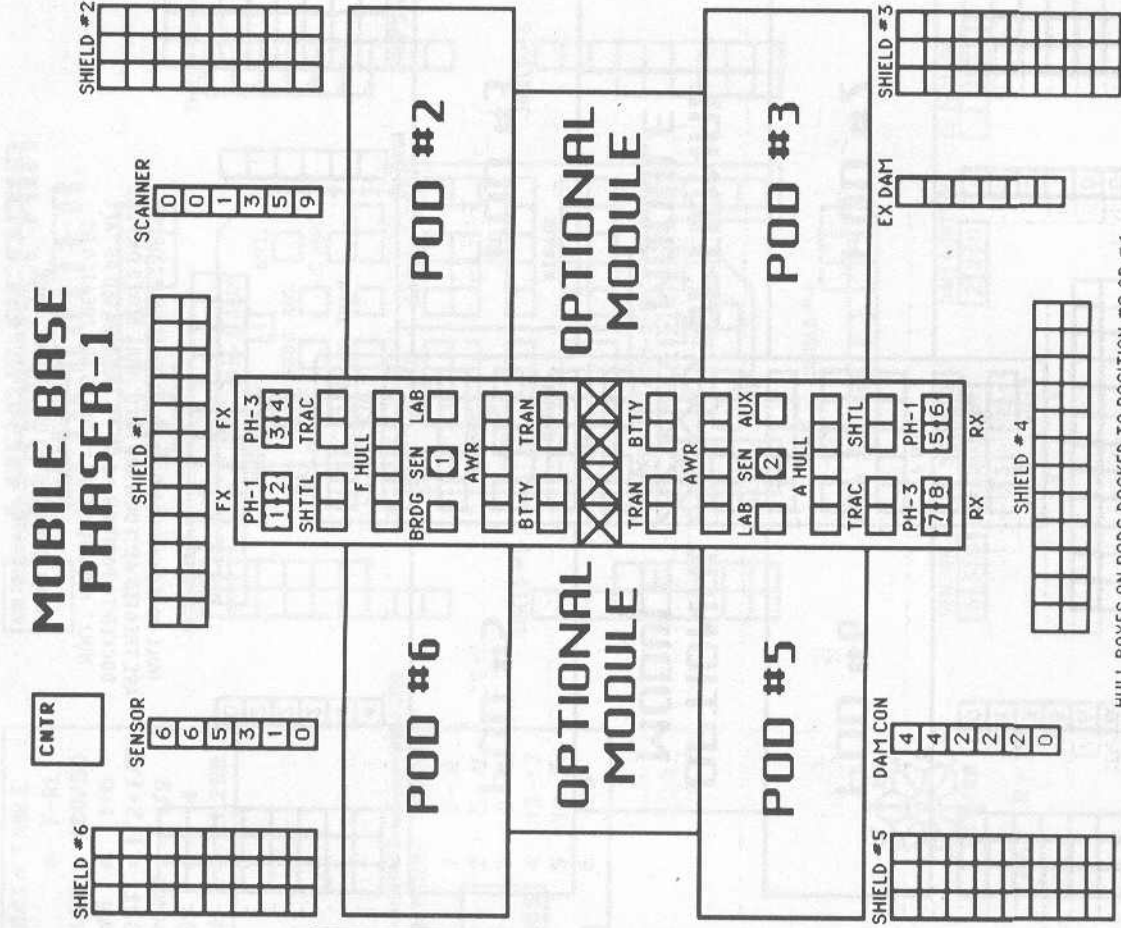 MOBILE BASE
PHASER-1
CNTR
SHIELD #1
SHIELD #2
SHIELD #6
SENSOR
6
6
5
3
1
0
SCANNER
0
0
1
3
5
9
FX FX
PH-1 PH-3
1 2 3 4
SHTTL TRAC
F HULL
BRDG SEN LAB
1
AWR
BTTY TRAN
TRAN BTTY
AWR
LAB SEN AUX
2
A HULL
TRAC SHTL
PH-3 PH-1
7 8 5 6
RX RX
POD #6
POD #2
OPTIONAL
MODULE
OPTIONAL
MODULE
POD #5
POD #3
SHIELD #5
DAM CON
4
4
2
2
2
0
EX DAM
SHIELD #3
SHIELD #4